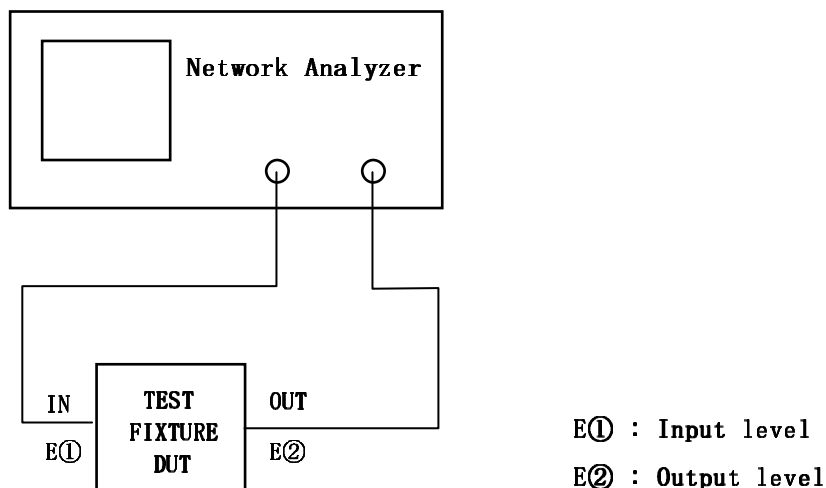 Network Analyzer
IN
TEST
FIXTURE
DUT
OUT
E①
E②
E① : Input level
E② : Output level